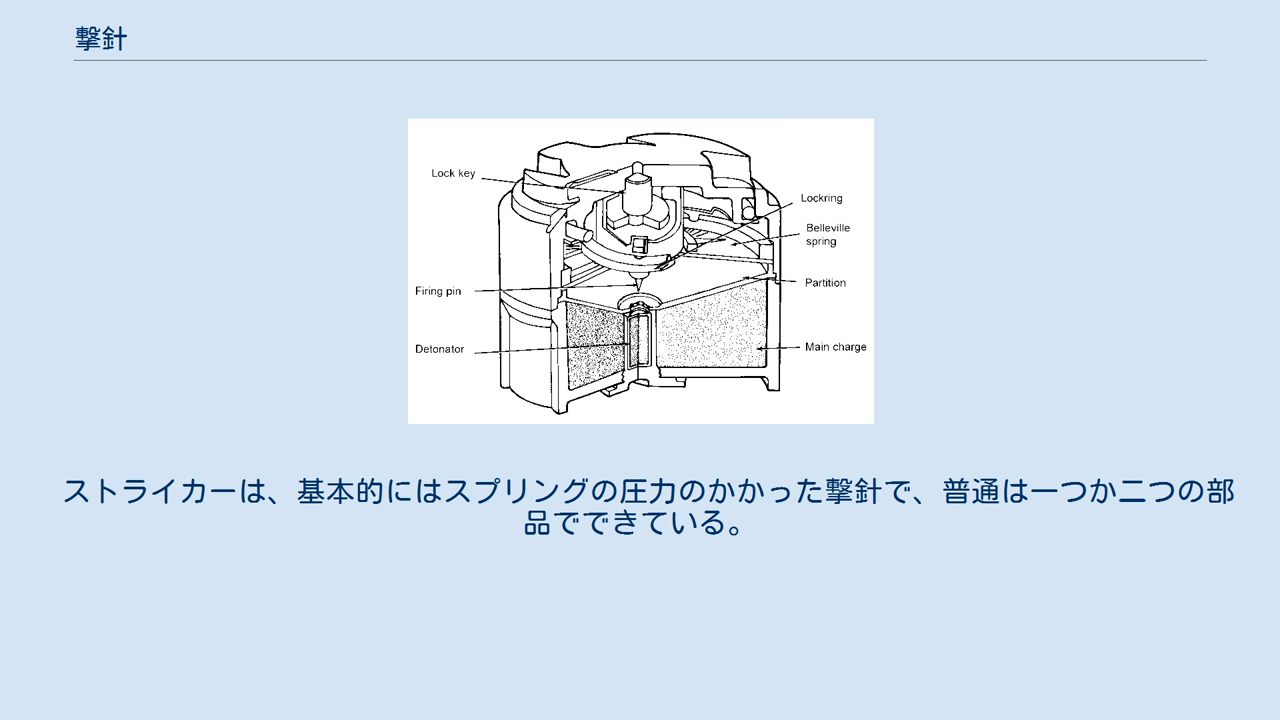 撃針
Lock key
Lockring
Belleville
spring
Firing pin
Partition
Detonator
Main charge
ストライカーは、基本的にはスプリングの圧力のかかった撃針で、普通は一つか二つの部
品でできている。